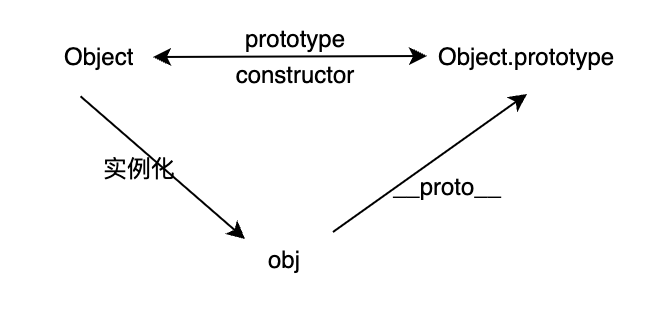 prototype
Object
Object.prototype
constructor
实例化
__proto__
obj